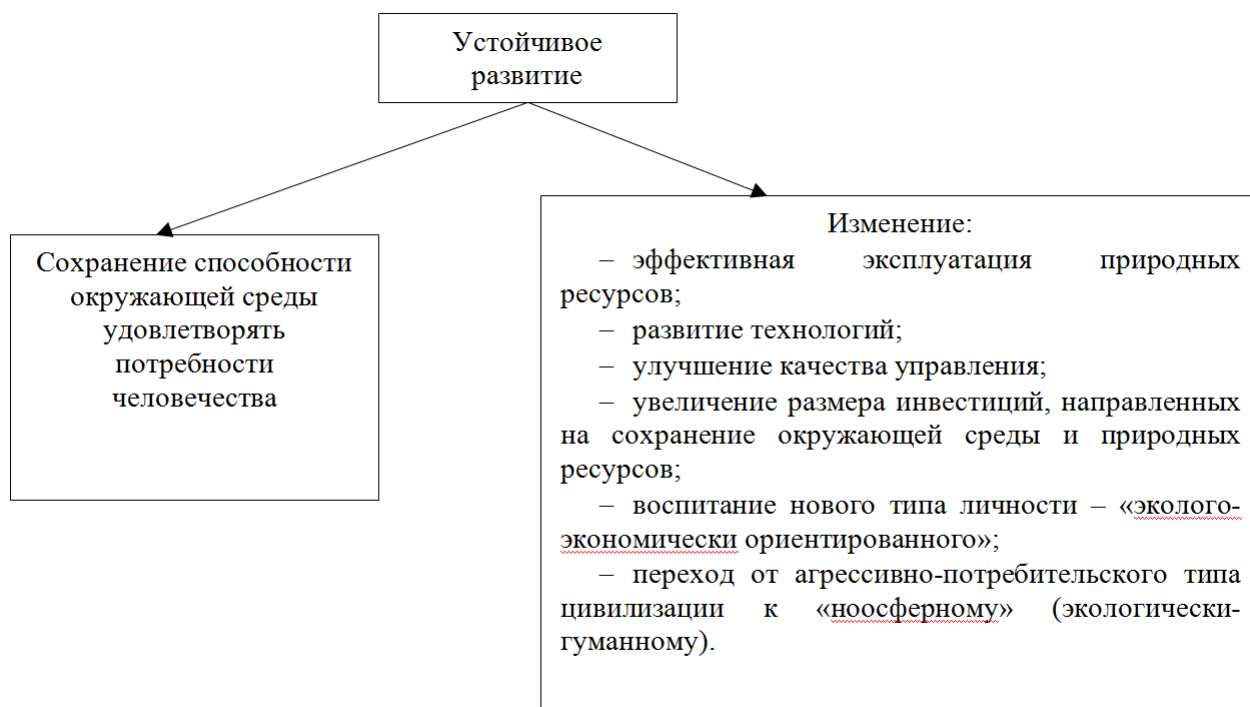 Устойчивое
развитие
Сохранение способности
окружающей среды
удовлетворять
потребности
человечества
Изменение:
– эффективная эксплуатация природных
ресурсов;
– развитие технологий;
– улучшение качества управления;
– увеличение размера инвестиций, направленных
на сохранение окружающей среды и природных
ресурсов;
– воспитание нового типа личности – «эколого-
экономически ориентированного»;
– переход от агрессивно-потребительского типа
цивилизации к «ноосферному» (экологически-
гуманному).